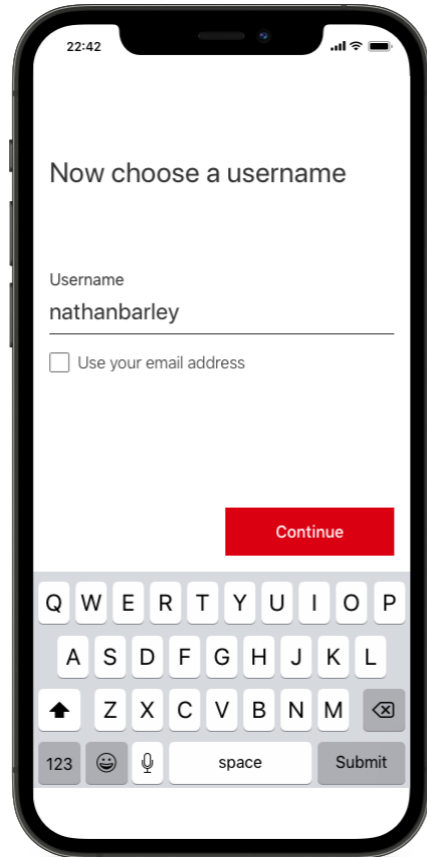 22:42
Now choose a username
Username
nathanbarley
Use your email address
Continue
Q W E R T Y U I O P
A S D F G H J K L
Z X C V B N M
123 space Submit